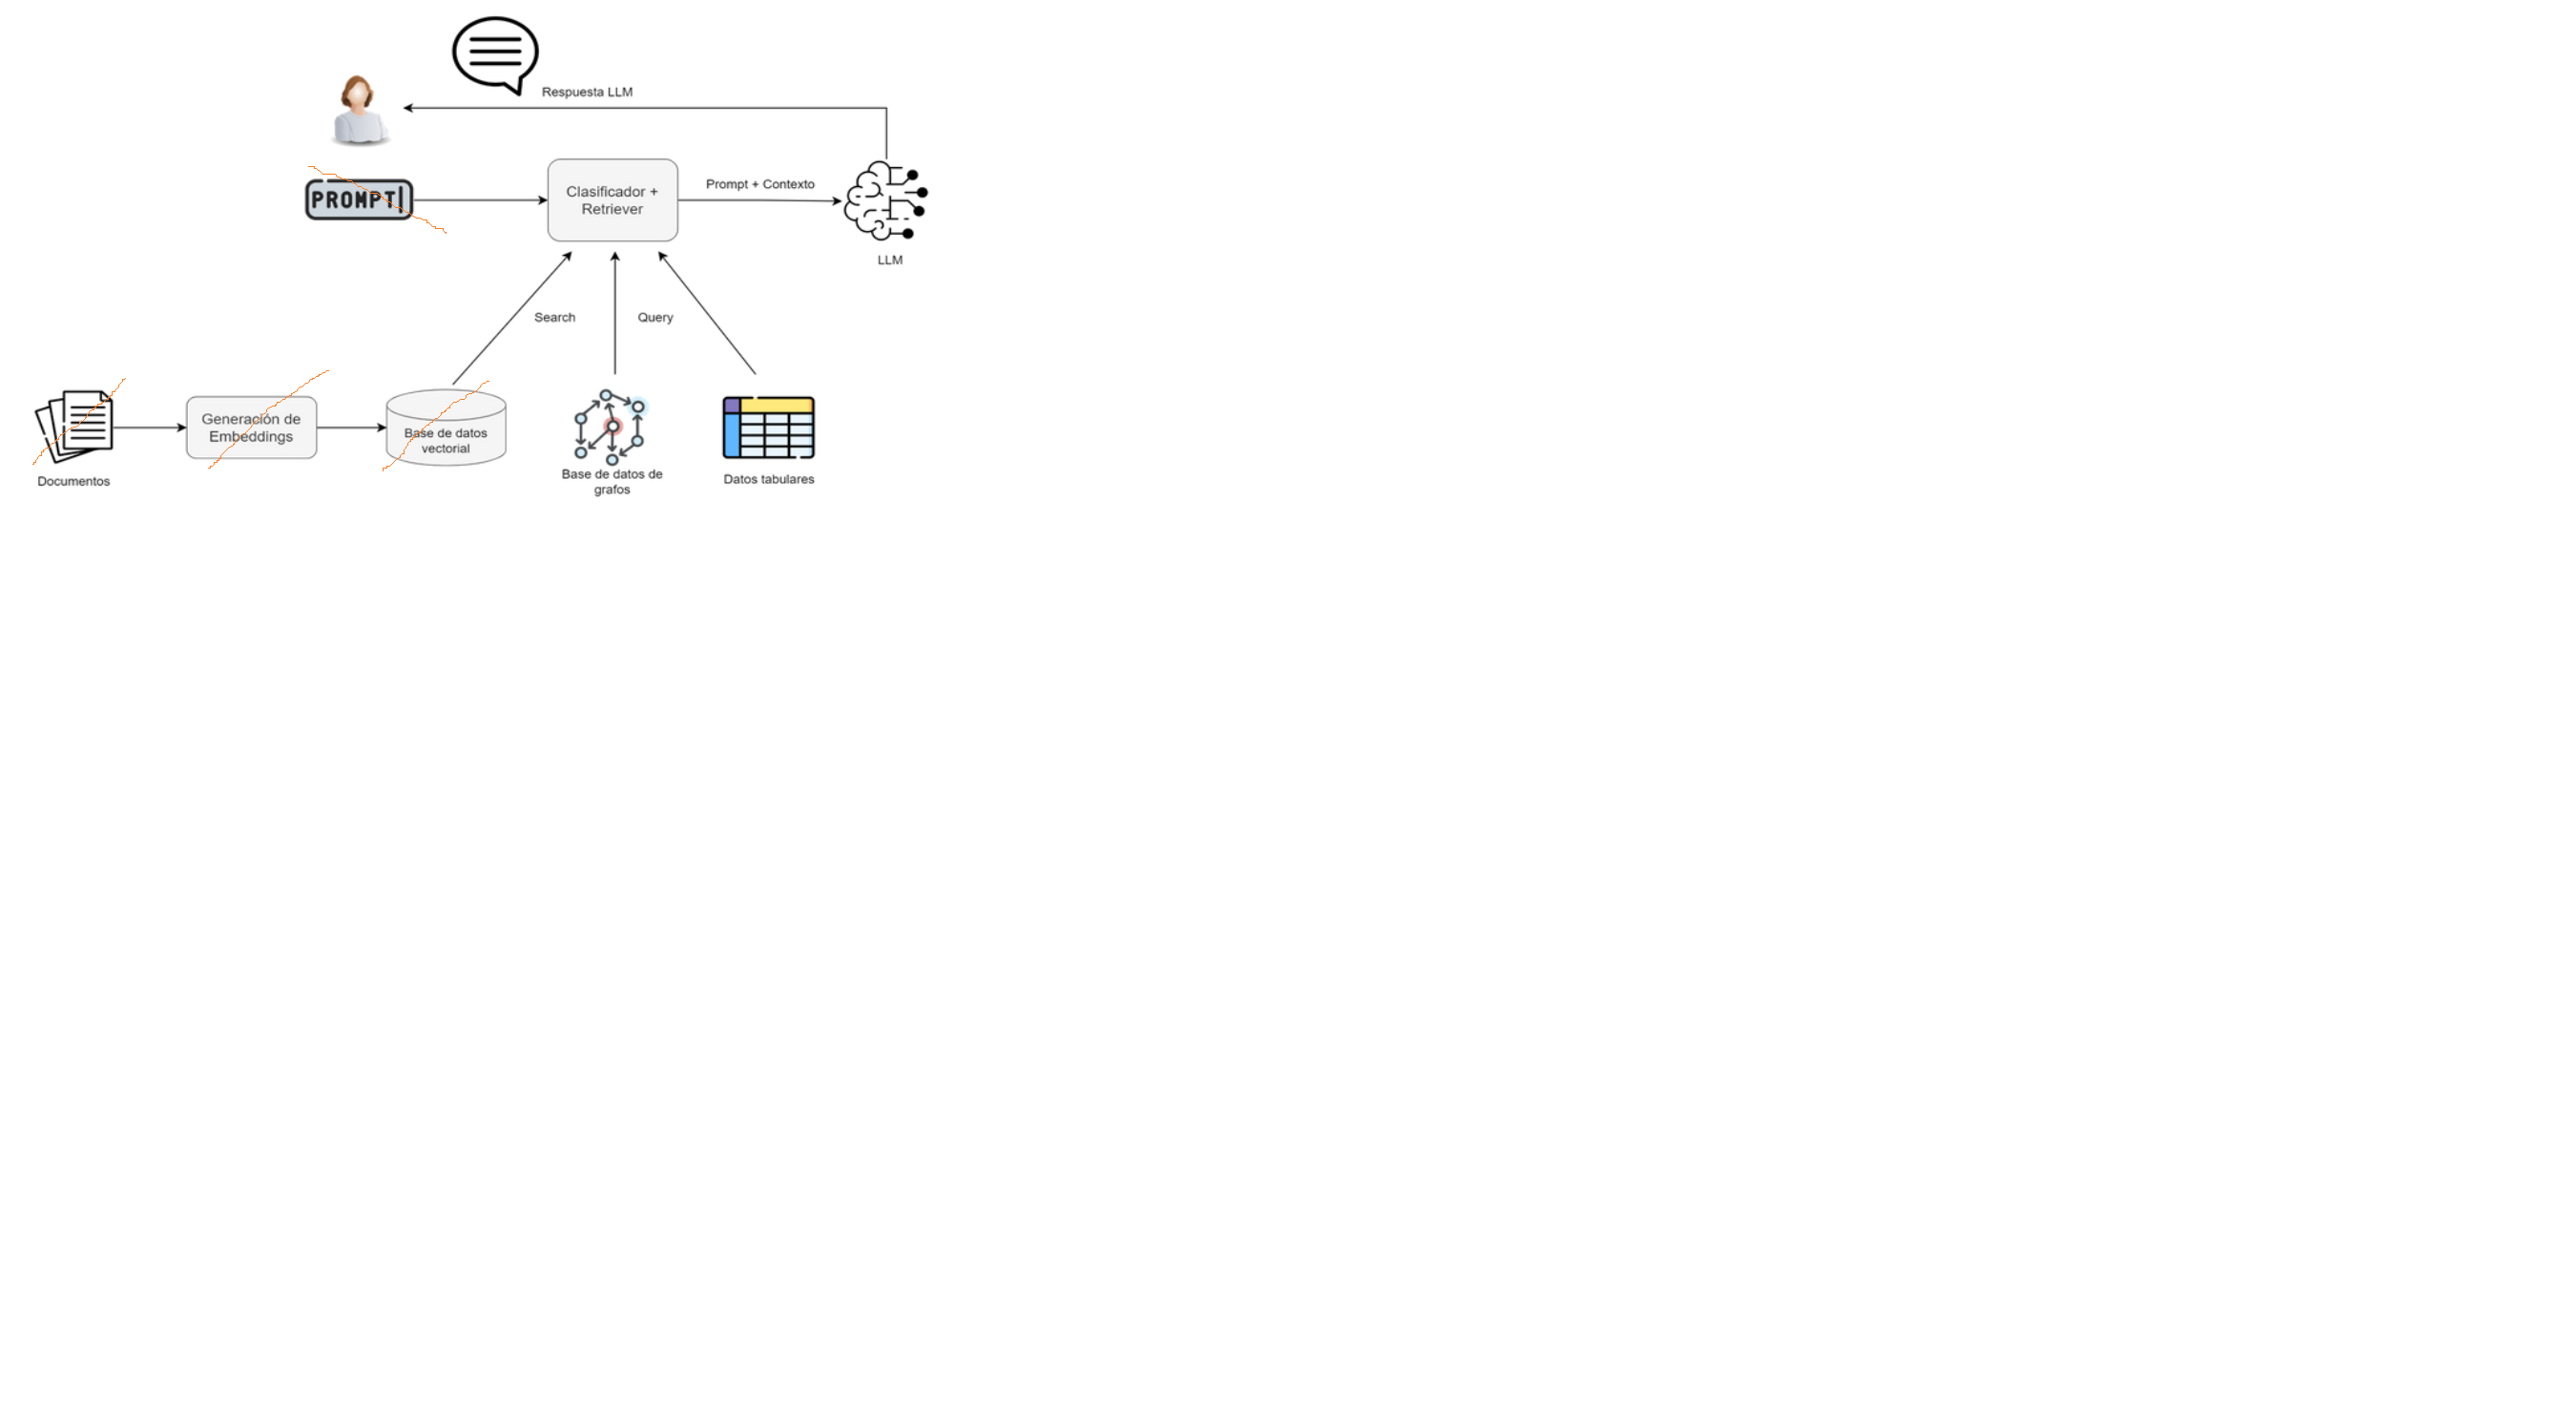 Respuesta LLM
PROMPT
Clasificador +
Retriever
Prompt + Contexto
LLM
Search
Query
Generación de
Embeddings
Base de datos
vectorial
Documentos
Base de datos de
grafos
Datos tabulares